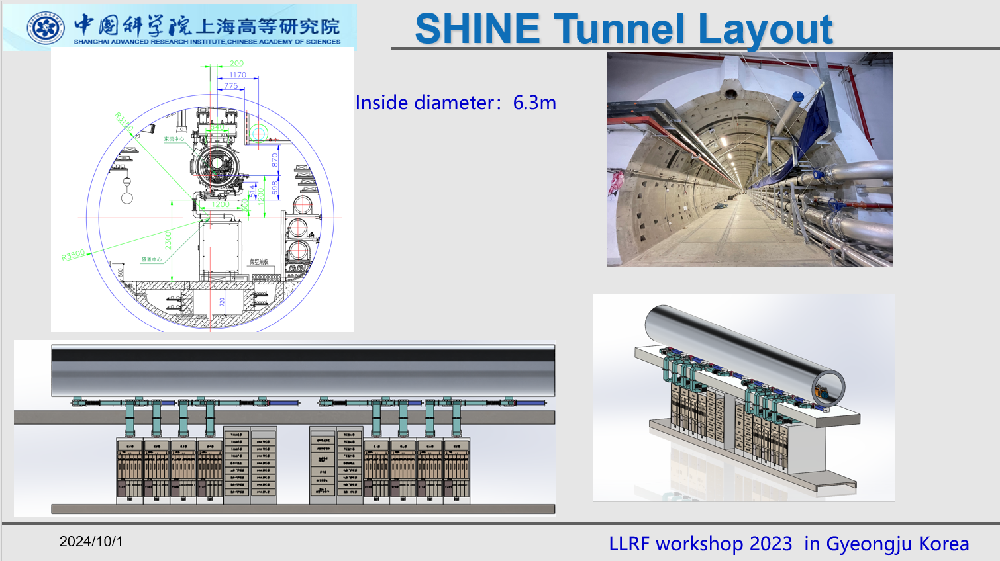 中国科学院上海高等研究院
SHANGHAI ADVANCED RESEARCH INSTITUTE,CHINESE ACADEMY OF SCIENCES
SHINE Tunnel Layout
Inside diameter：6.3m
200
1170
775
R3150
640
束流中心
870
698
514
1200
1200
300
2300
R3500
隧道中心
架空地板
500
720
2024/10/1
LLRF workshop 2023 in Gyeongju Korea